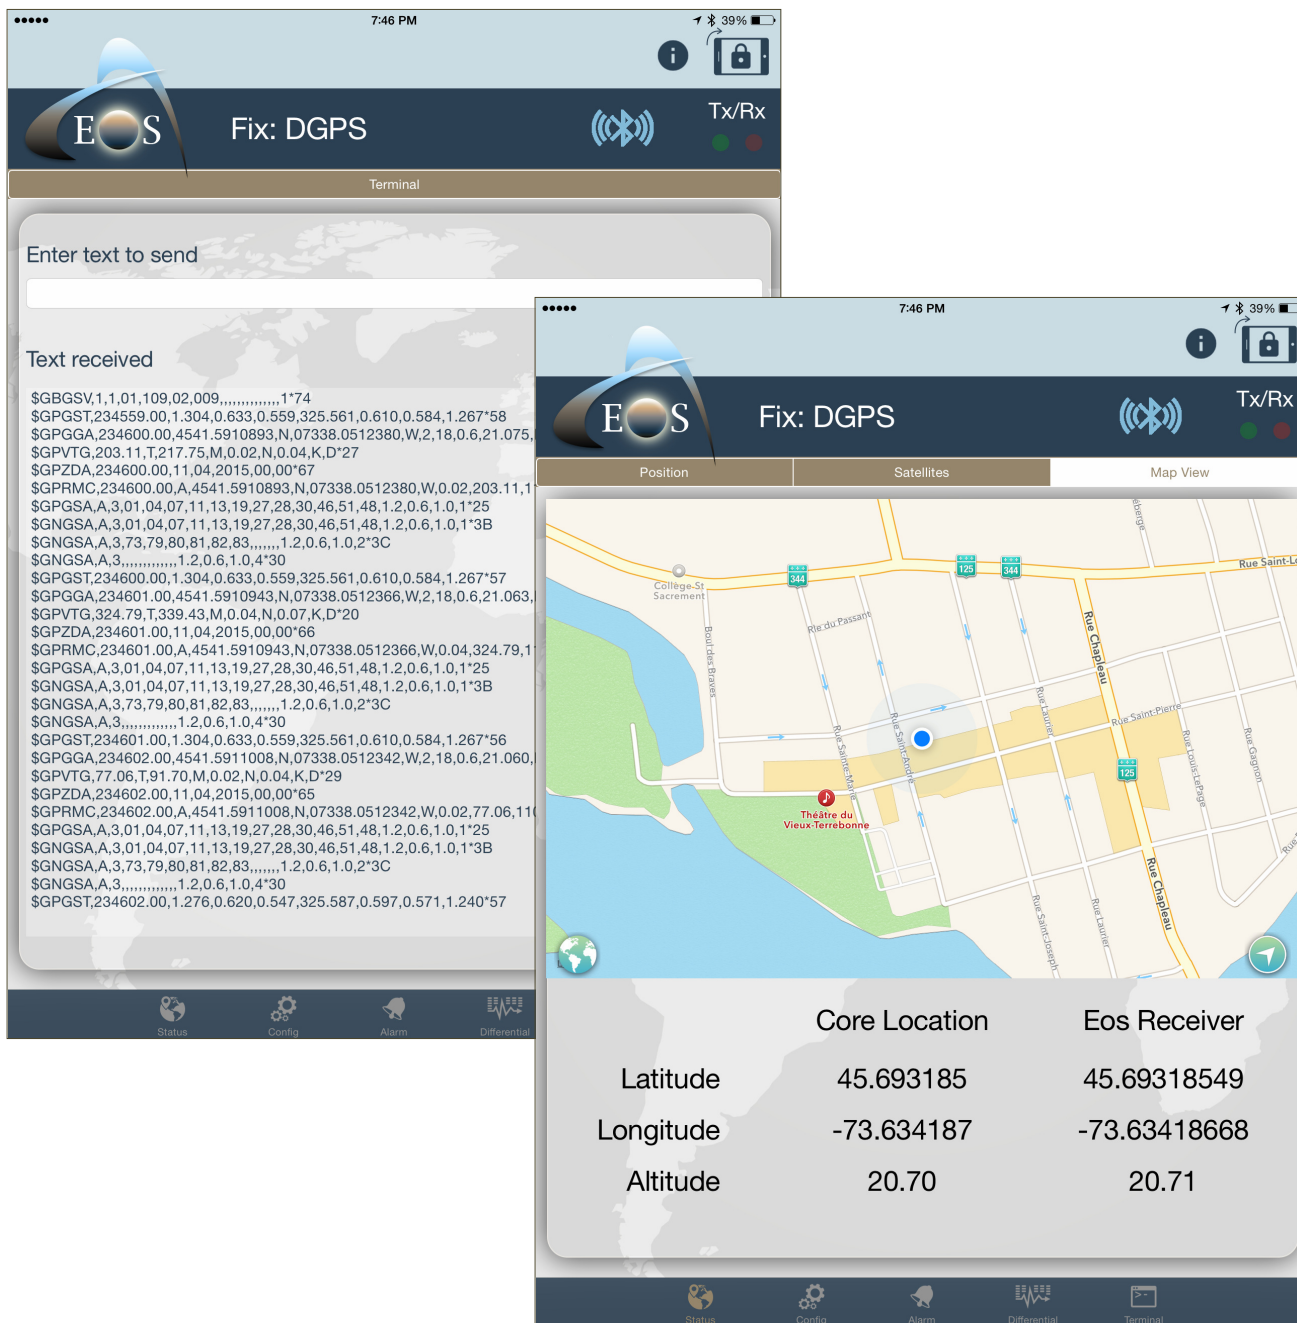 7:46 PM
39%
EOS
Fix: DGPS
Tx/Rx
Terminal
Enter text to send
Text received
$GBGSV,1,1,01,109,02,009,,,,,,,,,,,,,,1*74
$GPGST,234559.00,1.304,0.633,0.559,325.561,0.610,0.584,1.267*58
$GPGGA,234600.00,4541.5910893,N,07338.0512380,W,2,18,0.6,21.075,
$GPVTG,203.11,T,217.75,M,0.02,N,0.04,K,D*27
$GPZDA,234600.00,11,04,2015,00,00*67
$GPRMC,234600.00,A,4541.5910893,N,07338.0512380,W,0.02,203.11,1
$GPGSA,A,3,01,04,07,11,13,19,27,28,30,46,51,48,1.2,0.6,1.0,1*25
$GNGSA,A,3,01,04,07,11,13,19,27,28,30,46,51,48,1.2,0.6,1.0,1*3B
$GNGSA,A,3,73,79,80,81,82,83,,,,,,,1.2,0.6,1.0,2*3C
$GNGSA,A,3,,,,,,,,,,,,,1.2,0.6,1.0,4*30
$GPGST,234600.00,1.304,0.633,0.559,325.561,0.610,0.584,1.267*57
$GPGGA,234601.00,4541.5910943,N,07338.0512366,W,2,18,0.6,21.063,
$GPVTG,324.79,T,339.43,M,0.04,N,0.07,K,D*20
$GPZDA,234601.00,11,04,2015,00,00*66
$GPRMC,234601.00,A,4541.5910943,N,07338.0512366,W,0.04,324.79,1
$GPGSA,A,3,01,04,07,11,13,19,27,28,30,46,51,48,1.2,0.6,1.0,1*25
$GNGSA,A,3,01,04,07,11,13,19,27,28,30,46,51,48,1.2,0.6,1.0,1*3B
$GNGSA,A,3,73,79,80,81,82,83,,,,,,,1.2,0.6,1.0,2*3C
$GNGSA,A,3,,,,,,,,,,,,,1.2,0.6,1.0,4*30
$GPGST,234601.00,1.304,0.633,0.559,325.561,0.610,0.584,1.267*56
$GPGGA,234602.00,4541.5911008,N,07338.0512342,W,2,18,0.6,21.060,
$GPVTG,77.06,T,91.70,M,0.02,N,0.04,K,D*29
$GPZDA,234602.00,11,04,2015,00,00*65
$GPRMC,234602.00,A,4541.5911008,N,07338.0512342,W,0.02,77.06,110
$GPGSA,A,3,01,04,07,11,13,19,27,28,30,46,51,48,1.2,0.6,1.0,1*25
$GNGSA,A,3,01,04,07,11,13,19,27,28,30,46,51,48,1.2,0.6,1.0,1*3B
$GNGSA,A,3,73,79,80,81,82,83,,,,,,,1.2,0.6,1.0,2*3C
$GNGSA,A,3,,,,,,,,,,,,,1.2,0.6,1.0,4*30
$GPGST,234602.00,1.276,0.620,0.547,325.587,0.597,0.571,1.240*57
Status Config Alarm Differential
7:46 PM
39%
EOS
Fix: DGPS
Tx/Rx
Position Satellites Map View
Rue Saint-L
125
344
344
Collège-St
Sacrement
Rle du Passant
Boul des Braves
Rue Chapleau
Rue Laurier
Rue Saint-Pierre
Rue Saint-André
Rue Sainte-Marie
Rue Louis-LePage
Rue Gagnon
125
Théâtre du
Vieux-Terrebonne
Rue
Rue Chapleau
Rue Saint-Joseph
Rue Laurier
Core Location Eos Receiver
Latitude 45.693185 45.69318549
Longitude -73.634187 -73.63418668
Altitude 20.70 20.71
Status Config Alarm Differential Terminal